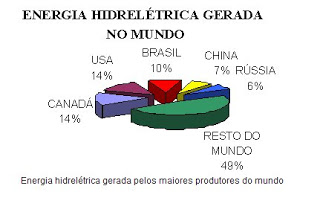 ENERGIA HIDRELÉTRICA GERADA
NO MUNDO
BRASIL
10%
USA
14%
CHINA
7%
RÚSSIA
6%
CANADÁ
14%
RESTO DO
MUNDO
49%
Energia hidrelétrica gerada pelos maiores produtores do mundo